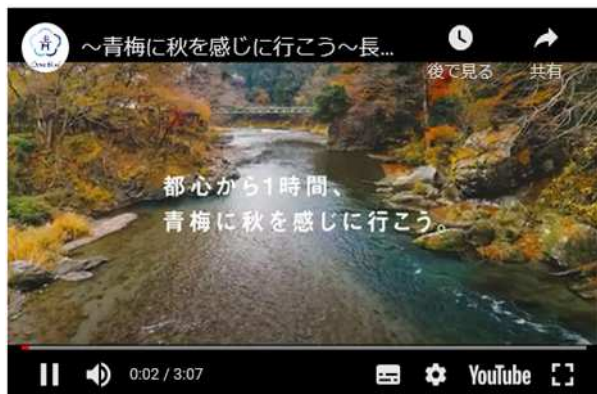 ～青梅に秋を感じに行こう～長...
後で見る
共有
都心から1時間、
青梅に秋を感じに行こう。
0:02 / 3:07
YouTube